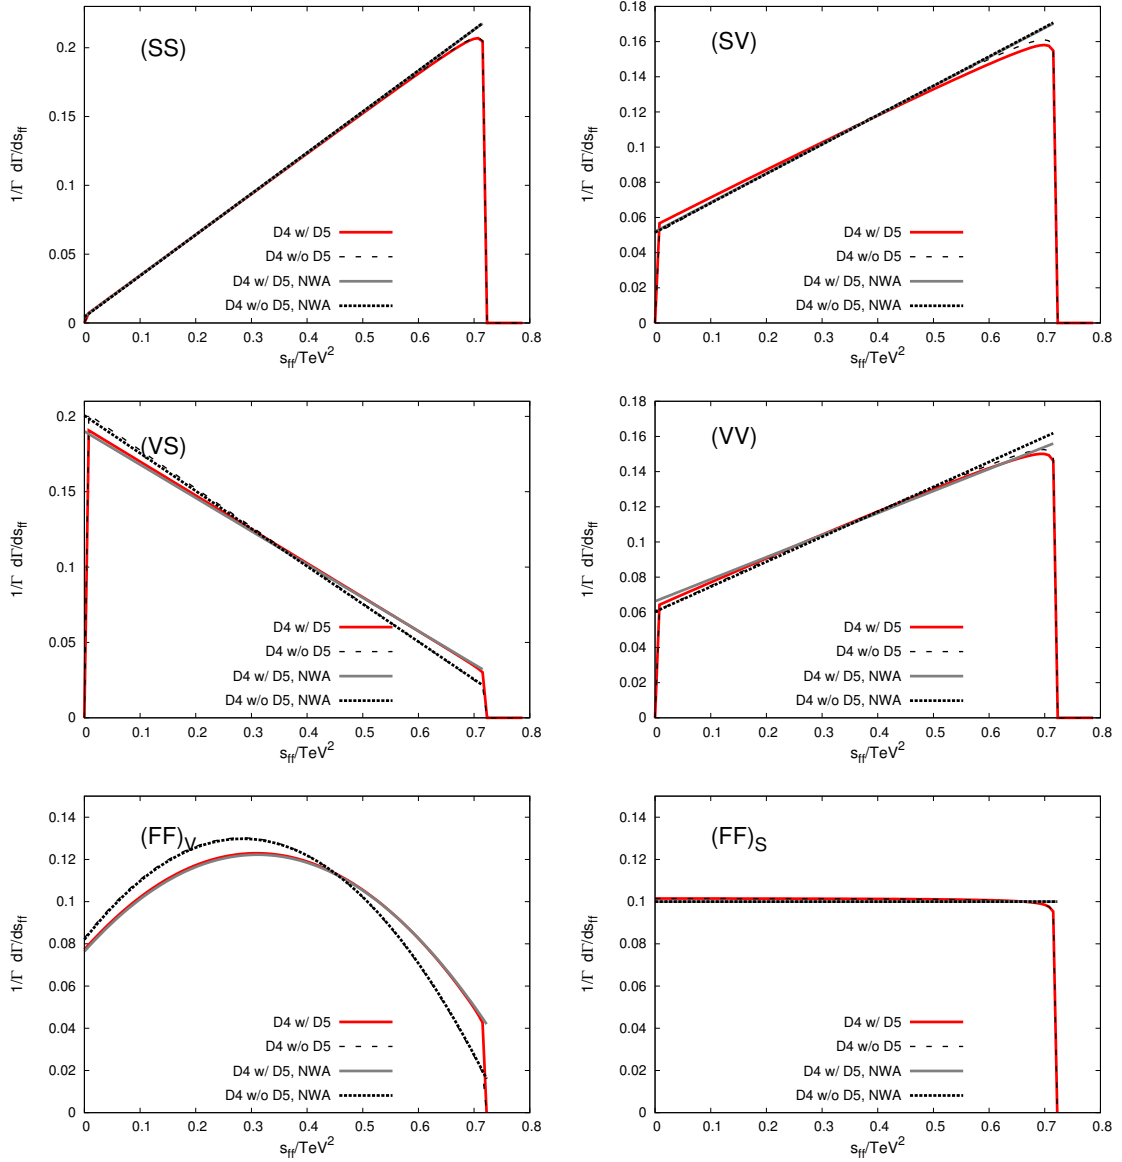 (SS)
1/Γ dΓ/ds_ff
0.2
0.15
0.1
0.05
0
D4 w/ D5
D4 w/o D5
D4 w/ D5, NWA
D4 w/o D5, NWA
0 0.1 0.2 0.3 0.4 0.5 0.6 0.7 0.8
s_ff/TeV^2
(SV)
1/Γ dΓ/ds_ff
0.18
0.16
0.14
0.12
0.1
0.08
0.06
0.04
0.02
0
D4 w/ D5
D4 w/o D5
D4 w/ D5, NWA
D4 w/o D5, NWA
0 0.1 0.2 0.3 0.4 0.5 0.6 0.7 0.8
s_ff/TeV^2
(VS)
1/Γ dΓ/ds_ff
0.2
0.15
0.1
0.05
0
D4 w/ D5
D4 w/o D5
D4 w/ D5, NWA
D4 w/o D5, NWA
0 0.1 0.2 0.3 0.4 0.5 0.6 0.7 0.8
s_ff/TeV^2
(VV)
1/Γ dΓ/ds_ff
0.18
0.16
0.14
0.12
0.1
0.08
0.06
0.04
0.02
0
D4 w/ D5
D4 w/o D5
D4 w/ D5, NWA
D4 w/o D5, NWA
0 0.1 0.2 0.3 0.4 0.5 0.6 0.7 0.8
s_ff/TeV^2
(FF)_V
1/Γ dΓ/ds_ff
0.14
0.12
0.1
0.08
0.06
0.04
0.02
0
D4 w/ D5
D4 w/o D5
D4 w/ D5, NWA
D4 w/o D5, NWA
0 0.1 0.2 0.3 0.4 0.5 0.6 0.7 0.8
s_ff/TeV^2
(FF)_S
1/Γ dΓ/ds_ff
0.14
0.12
0.1
0.08
0.06
0.04
0.02
0
D4 w/ D5
D4 w/o D5
D4 w/ D5, NWA
D4 w/o D5, NWA
0 0.1 0.2 0.3 0.4 0.5 0.6 0.7 0.8
s_ff/TeV^2